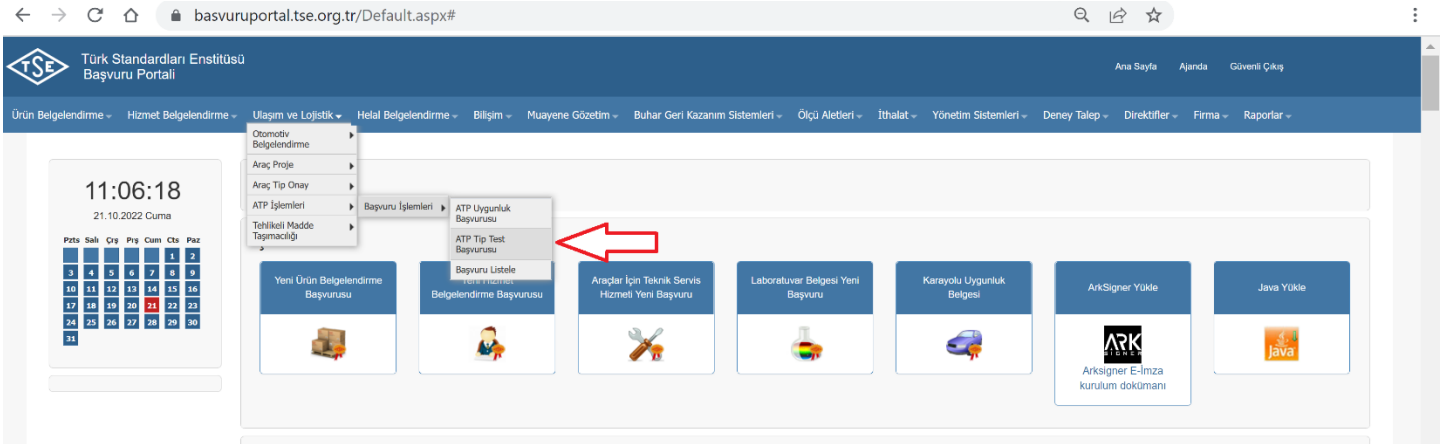 basvuruportal.tse.org.tr/Default.aspx#
TSE
Türk Standardları Enstitüsü
Başvuru Portali
Ana Sayfa Ajanda Güvenli Çıkış
Ürün Belgelendirme Hizmet Belgelendirme Ulaşım ve Lojistik Helal Belgelendirme Bilişim Muayene Gözetim Buhar Geri Kazanım Sistemleri Ölçü Aletleri İthalat Yönetim Sistemleri Deney Talep Direktifler Firma Raporlar
Otomotiv
Belgelendirme
Araç Proje
Araç Tip Onay
ATP İşlemleri
Tehlikeli Madde
Taşımacılığı
Başvuru İşlemleri
ATP Uygunluk
Başvurusu
ATP Tip Test
Başvurusu
Başvuru Listele
11:06:18
21.10.2022 Cuma
Pzts Salı Çrş Prş Cum Cts Paz
1 2
3 4 5 6 7 8 9
10 11 12 13 14 15 16
17 18 19 20 21 22 23
24 25 26 27 28 29 30
31
Yeni Ürün Belgelendirme
Başvurusu
Yeni Hizmet
Belgelendirme Başvurusu
Araçlar İçin Teknik Servis
Hizmeti Yeni Başvuru
Laboratuvar Belgesi Yeni
Başvuru
Karayolu Uygunluk
Belgesi
ArkSigner Yükle
ARK
SIGNER
Arksigner E-İmza
kurulum dokümanı
Java Yükle
Java